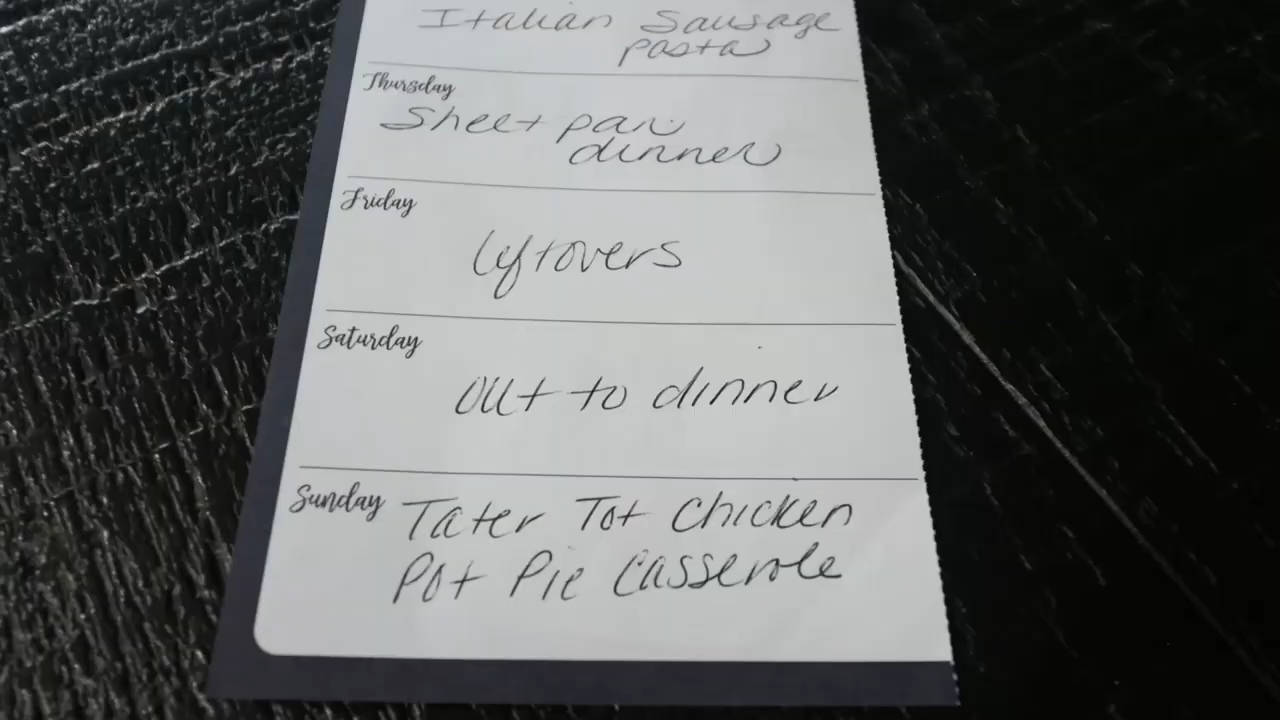 Italian Sausage
pasta
Thursday
Sheet pan
dinner
Friday
leftovers
Saturday
out to dinner
Sunday
Tater Tot Chicken
Pot Pie Casserole